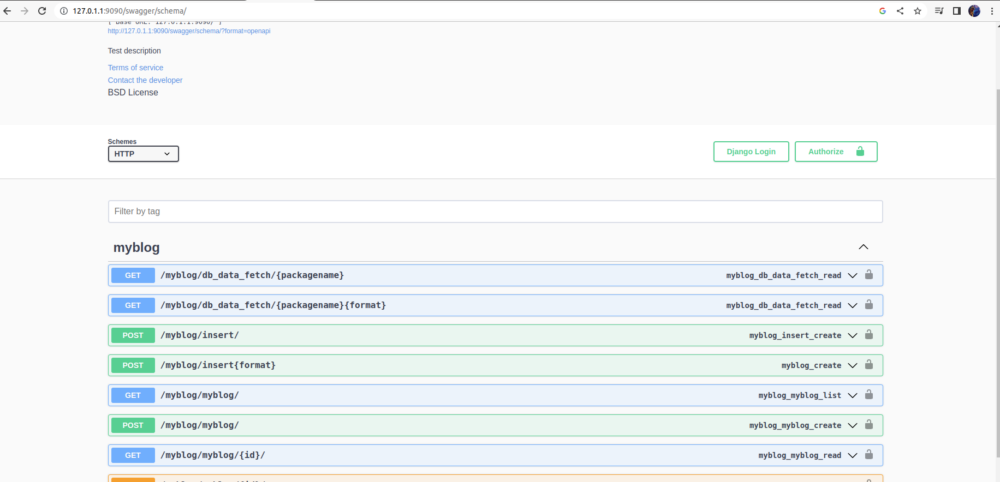 127.0.1.1:9090/swagger/schema/
[ Base URL: 127.0.1.1:9090/ ]
http://127.0.1.1:9090/swagger/schema/?format=openapi
Test description
Terms of service
Contact the developer
BSD License
Schemes
HTTP
Django Login
Authorize
Filter by tag
myblog
GET /myblog/db_data_fetch/{packagename} myblog_db_data_fetch_read
GET /myblog/db_data_fetch/{packagename}{format} myblog_db_data_fetch_read
POST /myblog/insert/ myblog_insert_create
POST /myblog/insert{format} myblog_create
GET /myblog/myblog/ myblog_myblog_list
POST /myblog/myblog/ myblog_myblog_create
GET /myblog/myblog/{id}/ myblog_myblog_read